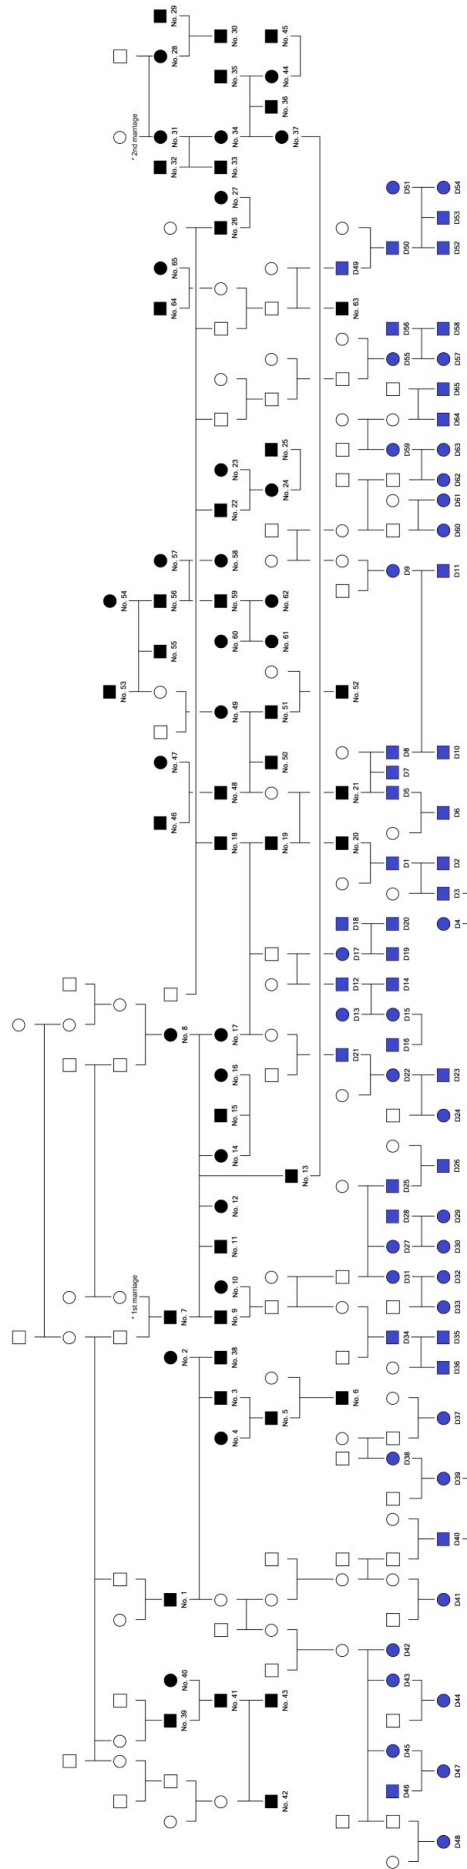 No. 54
No. 53
* 2nd marriage
* 1st marriage
No. 29
No. 28
No. 31
No. 32
No. 65
No. 64
No. 57
No. 56
No. 55
No. 47
No. 46
No. 8
No. 7
No. 2
No. 1
No. 40
No. 39
No. 30
No. 35
No. 34
No. 33
No. 27
No. 26
No. 23
No. 22
No. 58
No. 59
No. 60
No. 49
No. 48
No. 18
No. 17
No. 16
No. 15
No. 14
No. 12
No. 11
No. 10
No. 9
No. 38
No. 3
No. 4
No. 41
No. 45
No. 44
No. 36
No. 37
No. 25
No. 24
No. 62
No. 61
No. 51
No. 50
No. 19
No. 13
No. 5
No. 43
No. 42
D49
No. 63
No. 52
No. 21
No. 20
D18
D17
D12
D13
D21
No. 6
D51
D50
D56
D55
D59
D9
D8
D7
D5
D1
D20
D19
D14
D15
D16
D22
D25
D28
D27
D31
D34
D38
D42
D43
D45
D46
D54
D53
D52
D58
D57
D65
D64
D63
D62
D61
D60
D11
D10
D6
D2
D3
D4
D23
D24
D26
D29
D30
D32
D33
D35
D36
D37
D39
D40
D41
D44
D47
D48